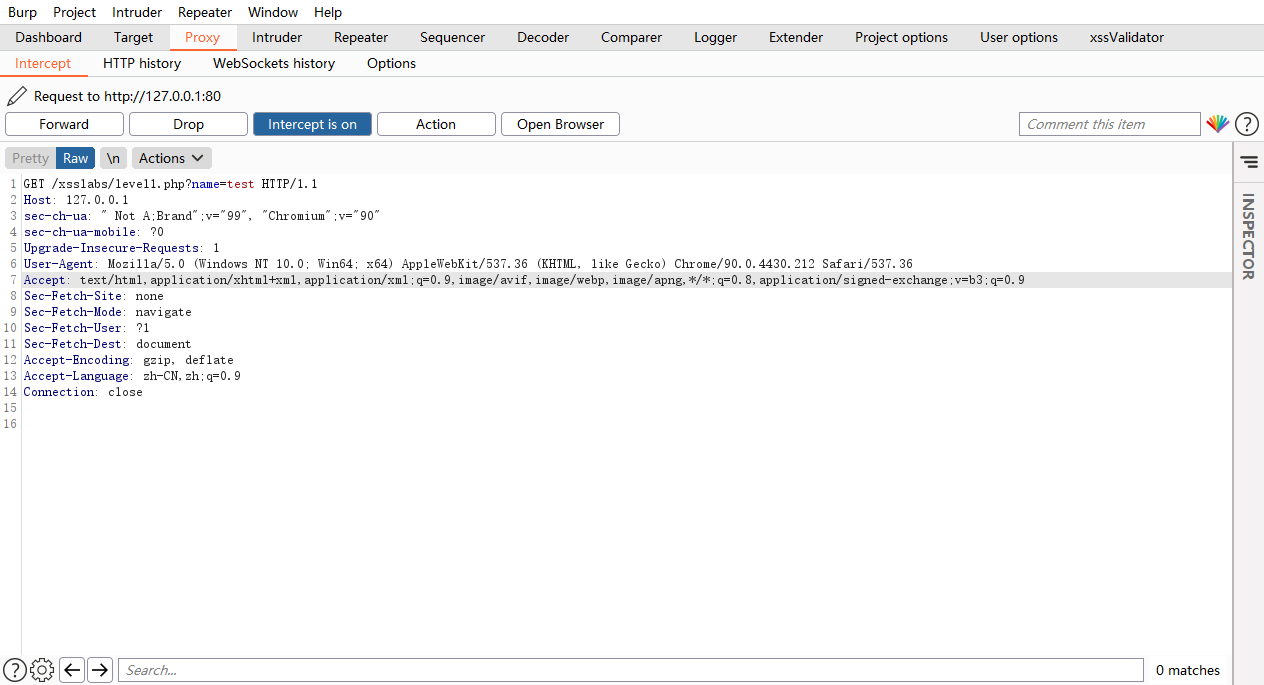 Burp Project Intruder Repeater Window Help
Dashboard Target Proxy Intruder Repeater Sequencer Decoder Comparer Logger Extender Project options User options xssValidator
Intercept HTTP history WebSockets history Options
Request to http://127.0.0.1:80
Forward Drop Intercept is on Action Open Browser Comment this item ?
Pretty Raw \n Actions
INSPECTOR
1 GET /xsslabs/level1.php?name=test HTTP/1.1
2 Host: 127.0.0.1
3 sec-ch-ua: " Not A;Brand";v="99", "Chromium";v="90"
4 sec-ch-ua-mobile: ?0
5 Upgrade-Insecure-Requests: 1
6 User-Agent: Mozilla/5.0 (Windows NT 10.0; Win64; x64) AppleWebKit/537.36 (KHTML, like Gecko) Chrome/90.0.4430.212 Safari/537.36
7 Accept: text/html,application/xhtml+xml,application/xml;q=0.9,image/avif,image/webp,image/apng,*/*;q=0.8,application/signed-exchange;v=b3;q=0.9
8 Sec-Fetch-Site: none
9 Sec-Fetch-Mode: navigate
10 Sec-Fetch-User: ?1
11 Sec-Fetch-Dest: document
12 Accept-Encoding: gzip, deflate
13 Accept-Language: zh-CN,zh;q=0.9
14 Connection: close
15
16
? Search... 0 matches